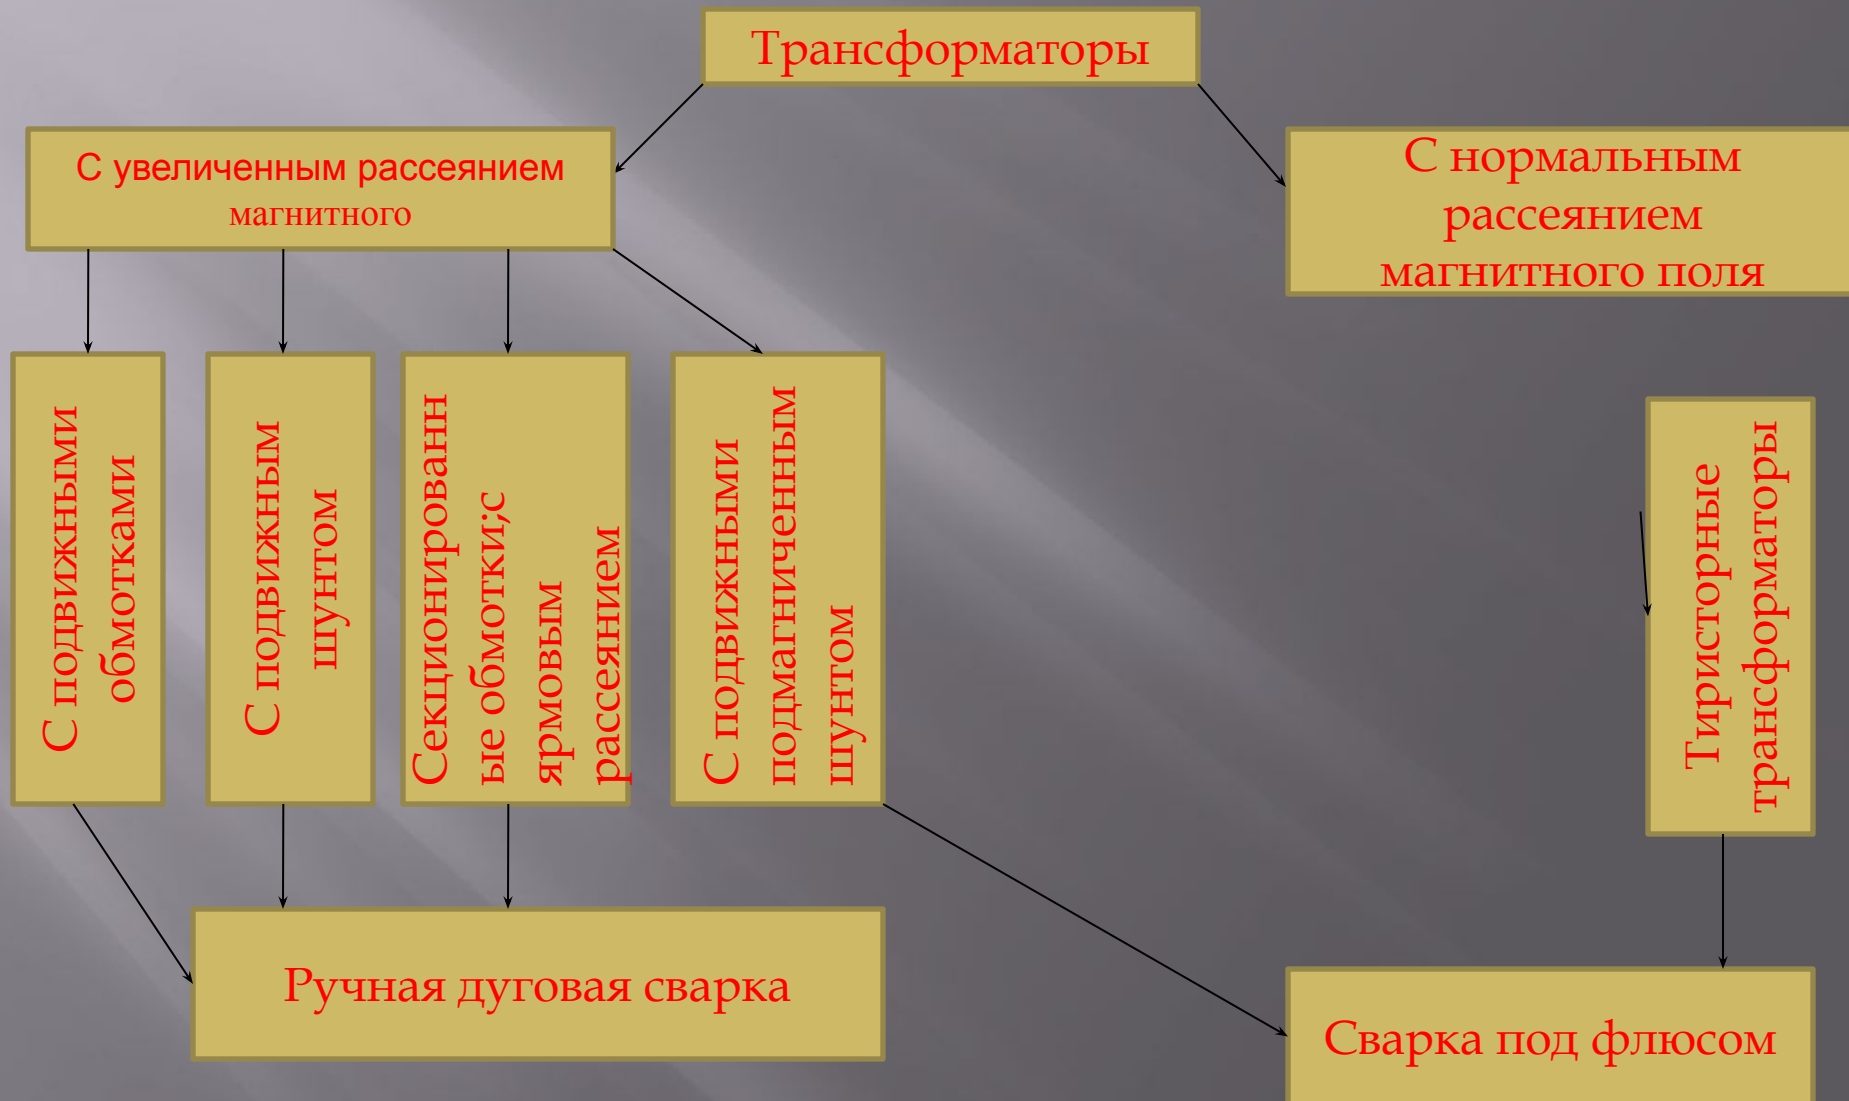 Трансформаторы
С увеличенным рассеянием
магнитного
С нормальным
рассеянием
магнитного поля
С подвижными
обмотками
С подвижным
шунтом
Секционированн
ые обмотки;с
ярмовым
рассеянием
С подвижными
подмагниченным
шунтом
Тиристорные
трансформаторы
Ручная дуговая сварка
Сварка под флюсом